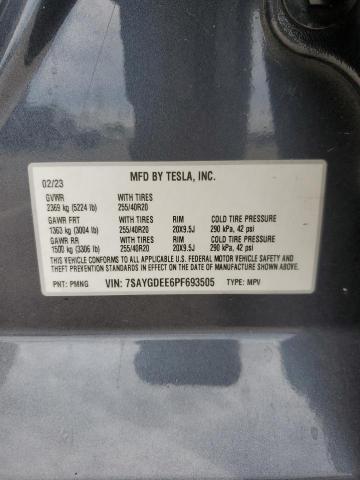 MFD BY TESLA, INC.
02/23
GVWR WITH TIRES
2369 kg (5224 lb) 255/40R20
GAWR FRT WITH TIRES RIM COLD TIRE PRESSURE
1363 kg (3004 lb) 255/40R20 20X9.5J 290 kPa, 42 psi
GAWR RR WITH TIRES RIM COLD TIRE PRESSURE
1500 kg (3306 lb) 255/40R20 20X9.5J 290 kPa, 42 psi
THIS VEHICLE CONFORMS TO ALL APPLICABLE U.S. FEDERAL MOTOR VEHICLE SAFETY AND
THEFT PREVENTION STANDARDS IN EFFECT ON THE DATE OF MANUFACTURE SHOWN ABOVE.
PNT: PMNG VIN: 7SAYGDEE6PF693505 TYPE: MPV